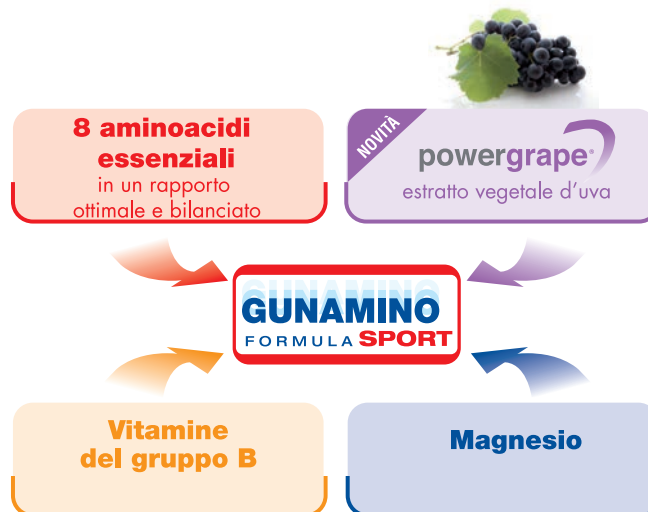 8 aminoacidi
essenziali
in un rapporto
ottimale e bilanciato
NOVITÀ
powergrape®
estratto vegetale d'uva
GUNAMINO
FORMULA SPORT
Vitamine
del gruppo B
Magnesio